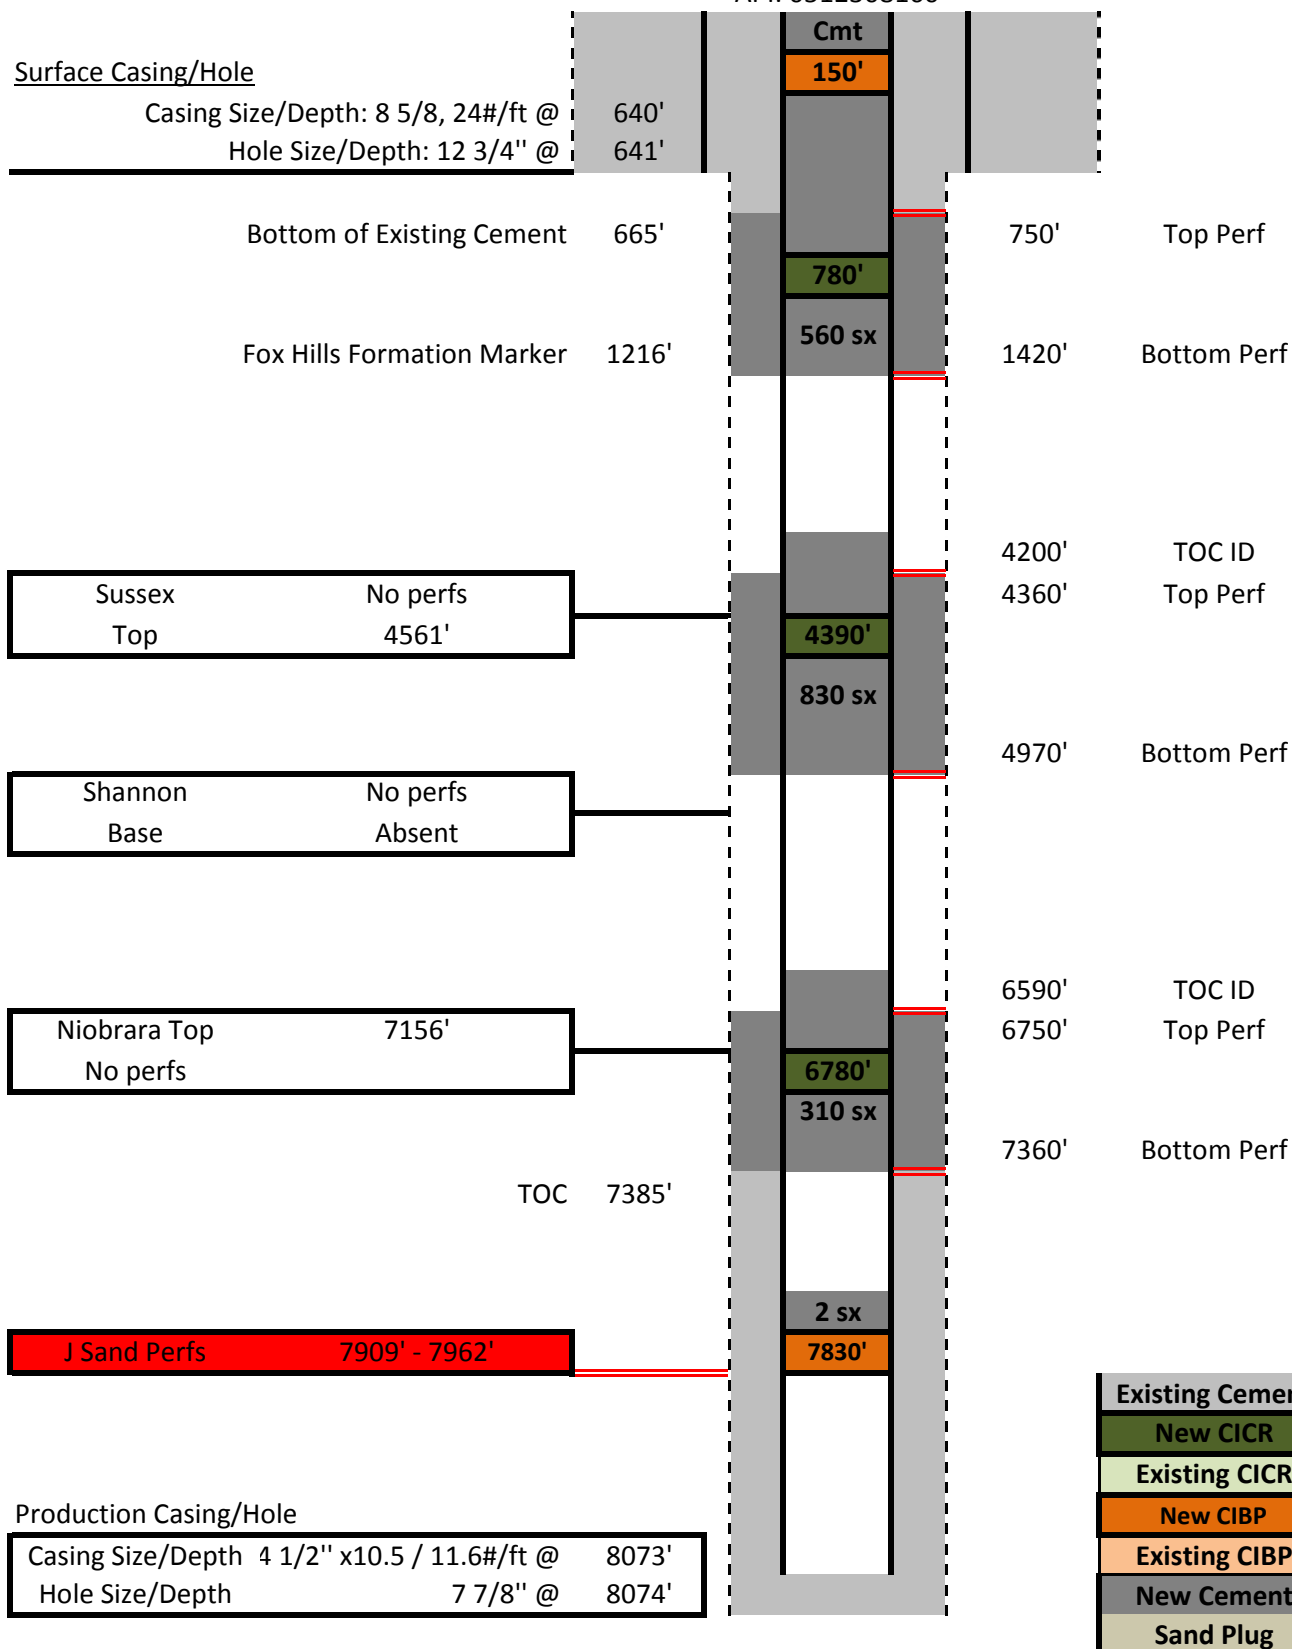 Cmt
Surface Casing/Hole 150'
Casing Size/Depth: 8 5/8, 24#/ft @ 640'
Hole Size/Depth: 12 3/4'' @ 641'
Bottom of Existing Cement 665' 750' Top Perf
780'
560 sx
Fox Hills Formation Marker 1216' 1420' Bottom Perf
4200' TOC ID
Sussex No perfs 4360' Top Perf
Top 4561' 4390'
830 sx
4970' Bottom Perf
Shannon No perfs
Base Absent
6590' TOC ID
Niobrara Top 7156' 6750' Top Perf
No perfs 6780'
310 sx
7360' Bottom Perf
TOC 7385'
2 sx
J Sand Perfs 7909' - 7962' 7830'
Existing
New CICR
Existing CICR
Production Casing/Hole New CIBP
Casing Size/Depth 4 1/2'' x10.5 / 11.6#/ft @ 8073' Existing CIBP
Hole Size/Depth 7 7/8'' @ 8074' New Cement
Sand Plug